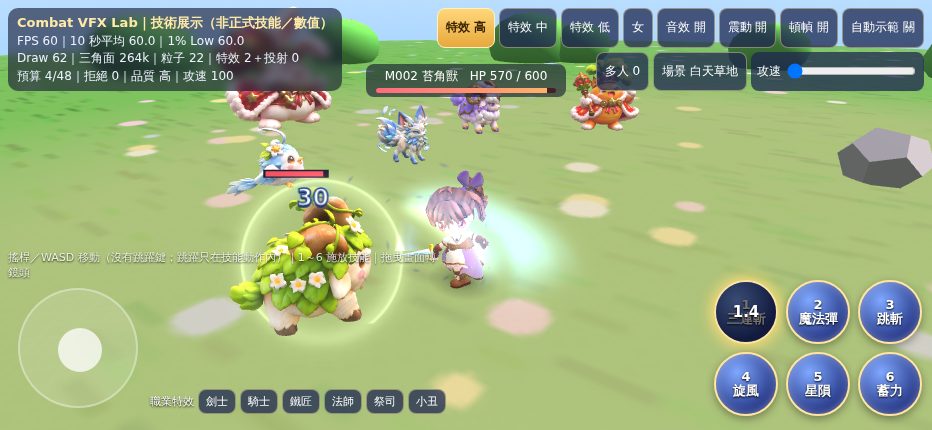 Combat VFX Lab｜技術展示（非正式技能／數值）
FPS 60｜10 秒平均 60.0｜1% Low 60.0
Draw 62｜三角面 264k｜粒子 22｜特效 2＋投射 0
預算 4/48｜拒絕 0｜品質 高｜攻速 100
特效 高
特效 中
特效 低
女
音效 開
震動 開
頓幀 開
自動示範 關
M002 苔角獸 HP 570 / 600
多人 0
場景 白天草地
攻速
30
搖桿／WASD 移動（沒有跳躍鍵；跳躍只在技能動作內）｜1–6 施放技能｜拖曳畫面轉
鏡頭
1
1.4
三連斬
2
魔法彈
3
跳斬
4
旋風
5
星隕
6
蓄力
職業特效
劍士
騎士
鐵匠
法師
祭司
小丑